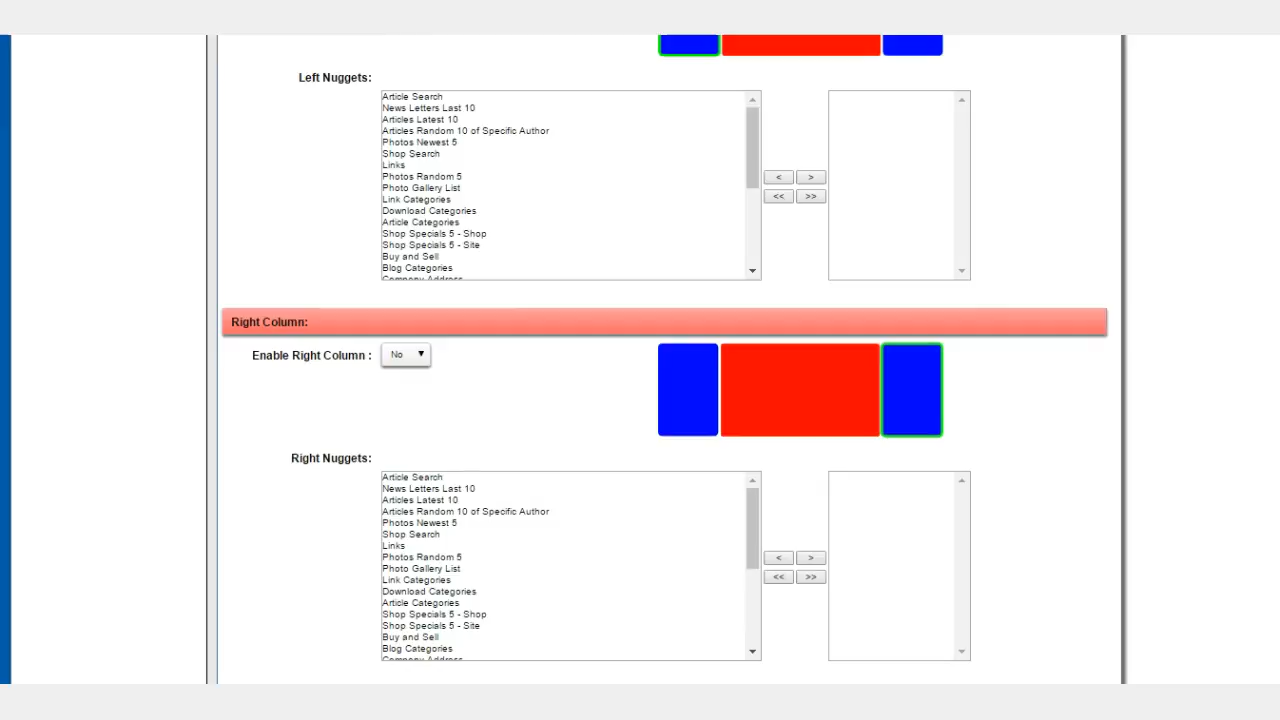 Left Nuggets:
Article Search
News Letters Last 10
Articles Latest 10
Articles Random 10 of Specific Author
Photos Newest 5
Shop Search
Links
Photos Random 5
Photo Gallery List
Link Categories
Download Categories
Article Categories
Shop Specials 5 - Shop
Shop Specials 5 - Site
Buy and Sell
Blog Categories
Company Address
< >
<< >>
Right Column:
Enable Right Column : No
Right Nuggets:
Article Search
News Letters Last 10
Articles Latest 10
Articles Random 10 of Specific Author
Photos Newest 5
Shop Search
Links
Photos Random 5
Photo Gallery List
Link Categories
Download Categories
Article Categories
Shop Specials 5 - Shop
Shop Specials 5 - Site
Buy and Sell
Blog Categories
Company Address
< >
<< >>